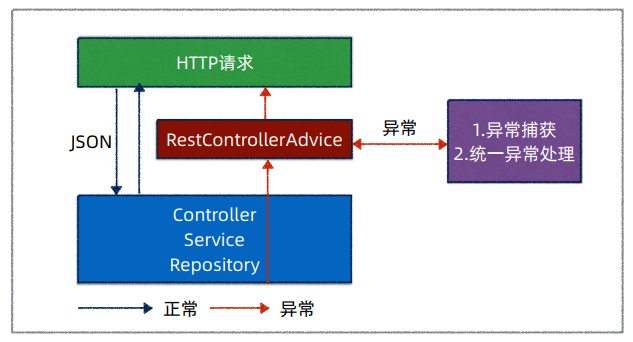 HTTP请求
JSON
RestControllerAdvice
异常
1.异常捕获
2.统一异常处理
Controller
Service
Repository
正常
异常